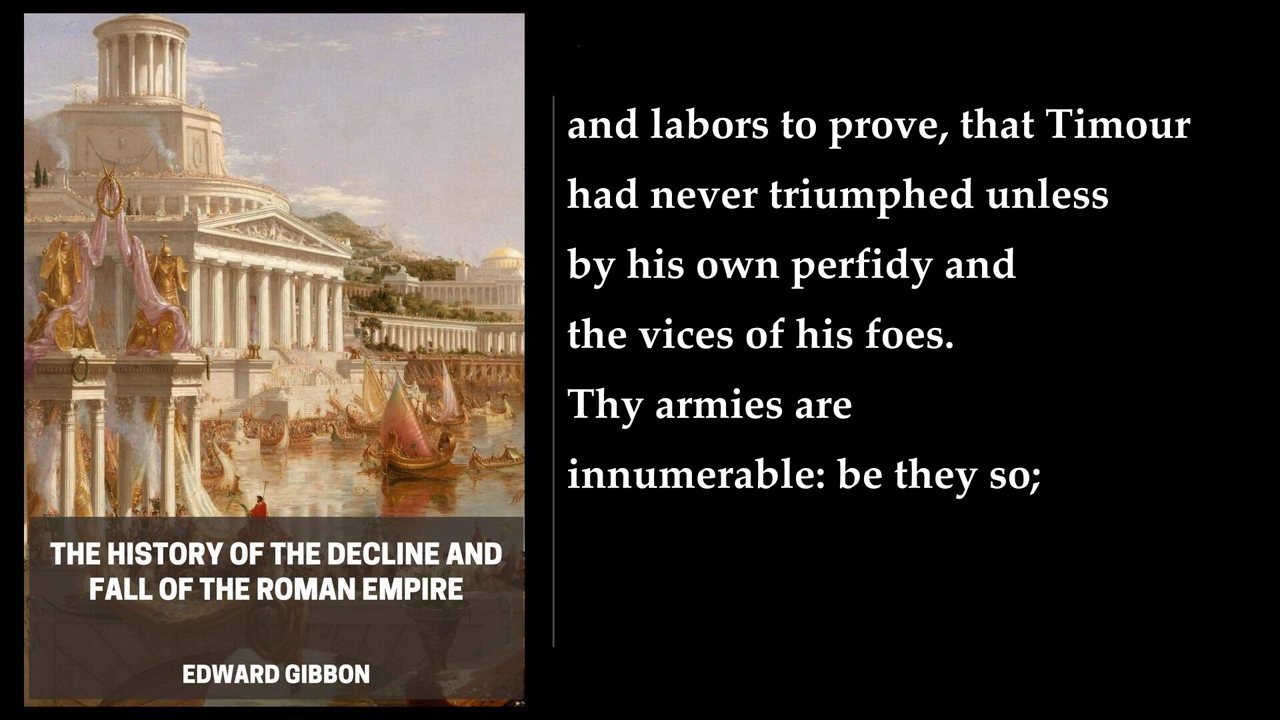 and labors to prove, that Timour
had never triumphed unless
by his own perfidy and
the vices of his foes.
Thy armies are
innumerable: be they so;
THE HISTORY OF THE DECLINE AND
FALL OF THE ROMAN EMPIRE
EDWARD GIBBON